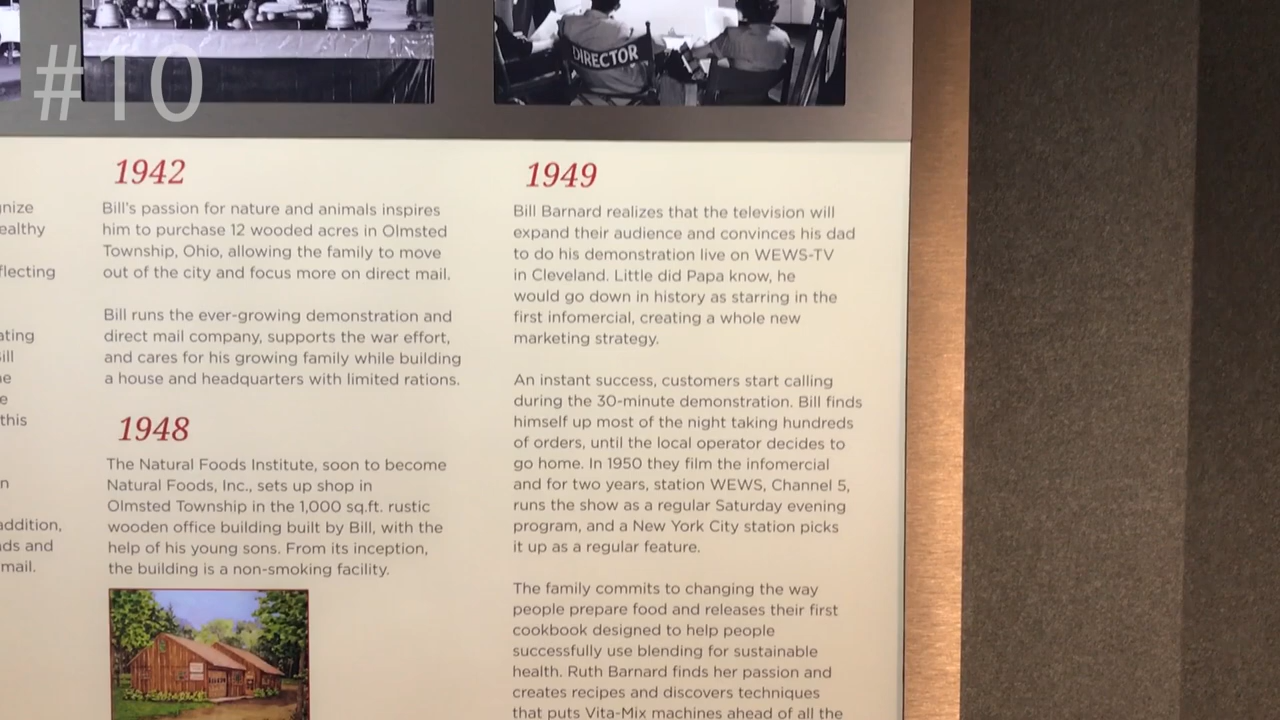 #10
DIRECTOR
gnize
ealthy
flecting
ating
ill
he
e
this
n
addition,
ds and
mail.
1942
Bill's passion for nature and animals inspires
him to purchase 12 wooded acres in Olmsted
Township, Ohio, allowing the family to move
out of the city and focus more on direct mail.
Bill runs the ever-growing demonstration and
direct mail company, supports the war effort,
and cares for his growing family while building
a house and headquarters with limited rations.
1948
The Natural Foods Institute, soon to become
Natural Foods, Inc., sets up shop in
Olmsted Township in the 1,000 sq.ft. rustic
wooden office building built by Bill, with the
help of his young sons. From its inception,
the building is a non-smoking facility.
1949
Bill Barnard realizes that the television will
expand their audience and convinces his dad
to do his demonstration live on WEWS-TV
in Cleveland. Little did Papa know, he
would go down in history as starring in the
first infomercial, creating a whole new
marketing strategy.
An instant success, customers start calling
during the 30-minute demonstration. Bill finds
himself up most of the night taking hundreds
of orders, until the local operator decides to
go home. In 1950 they film the infomercial
and for two years, station WEWS, Channel 5,
runs the show as a regular Saturday evening
program, and a New York City station picks
it up as a regular feature.
The family commits to changing the way
people prepare food and releases their first
cookbook designed to help people
successfully use blending for sustainable
health. Ruth Barnard finds her passion and
creates recipes and discovers techniques
that puts Vita-Mix machines ahead of all the